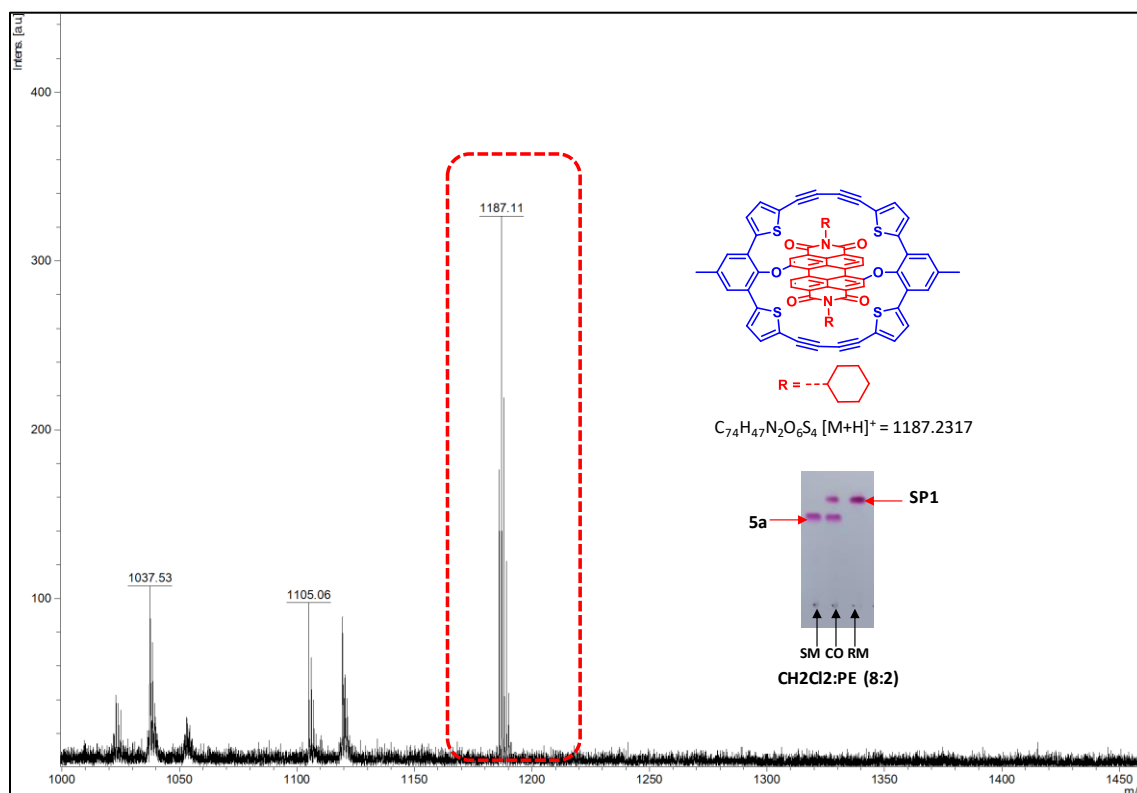 Intens. [a.u]
400
300
200
100
1187.11
1037.53
1105.06
1000
1050
1100
1150
1200
1250
1300
1350
1400
1450
R
O
N
O
S
S
O
O
S
S
O
N
O
R
R =
C₇₄H₄₇N₂O₆S₄ [M+H]⁺ = 1187.2317
SP1
5a
SM CO RM
CH2Cl2:PE (8:2)